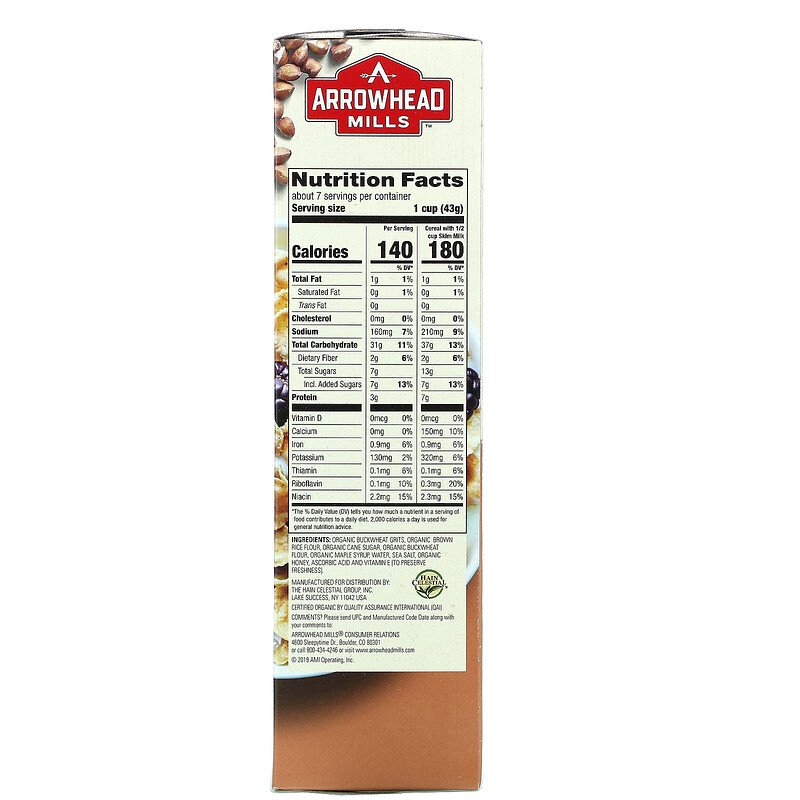 ARROWHEAD
MILLS™
Nutrition Facts
about 7 servings per container
Serving size 1 cup (43g)
Per Serving Cereal with 1/2
cup Skim Milk
Calories 140 180
% DV* % DV*
Total Fat 1g 1% 1g 1%
Saturated Fat 0g 1% 0g 1%
Trans Fat 0g 0g
Cholesterol 0mg 0% 0mg 0%
Sodium 160mg 7% 210mg 9%
Total Carbohydrate 31g 11% 37g 13%
Dietary Fiber 2g 6% 2g 6%
Total Sugars 7g 13g
Incl. Added Sugars 7g 13% 7g 13%
Protein 3g 7g
Vitamin D 0mcg 0% 0mcg 0%
Calcium 0mg 0% 150mg 10%
Iron 0.9mg 6% 0.9mg 6%
Potassium 130mg 2% 320mg 6%
Thiamin 0.1mg 6% 0.1mg 6%
Riboflavin 0.1mg 10% 0.3mg 20%
Niacin 2.2mg 15% 2.3mg 15%
*The % Daily Value (DV) tells you how much a nutrient in a serving of
food contributes to a daily diet. 2,000 calories a day is used for
general nutrition advice.
INGREDIENTS: ORGANIC BUCKWHEAT GRITS, ORGANIC BROWN
RICE FLOUR, ORGANIC CANE SUGAR, ORGANIC BUCKWHEAT
FLOUR, ORGANIC MAPLE SYRUP, WATER, SEA SALT, ORGANIC
HONEY, ASCORBIC ACID AND VITAMIN E [TO PRESERVE
FRESHNESS].
MANUFACTURED FOR DISTRIBUTION BY:
THE HAIN CELESTIAL GROUP, INC.
LAKE SUCCESS, NY 11042 USA
HAIN
CELESTIAL
CERTIFIED ORGANIC BY QUALITY ASSURANCE INTERNATIONAL (QAI)
COMMENTS? Please send UPC and Manufactured Code Date along with
your comments to:
ARROWHEAD MILLS® CONSUMER RELATIONS
4600 Sleepytime Dr., Boulder, CO 80301
or call 800-434-4246 or visit www.arrowheadmills.com
© 2019 AMI Operating, Inc.